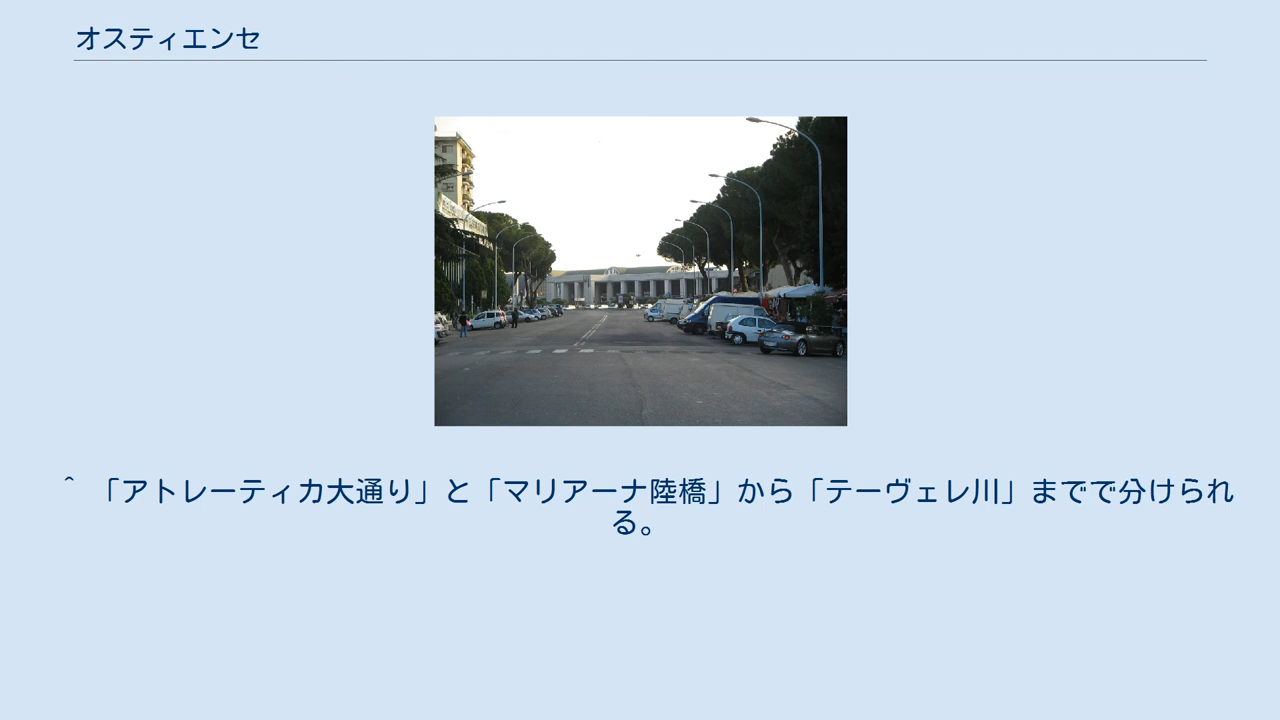 オスティエンセ
^ 「アトレーティカ大通り」と「マリアーナ陸橋」から「テーヴェレ川」までで分けられ
る。